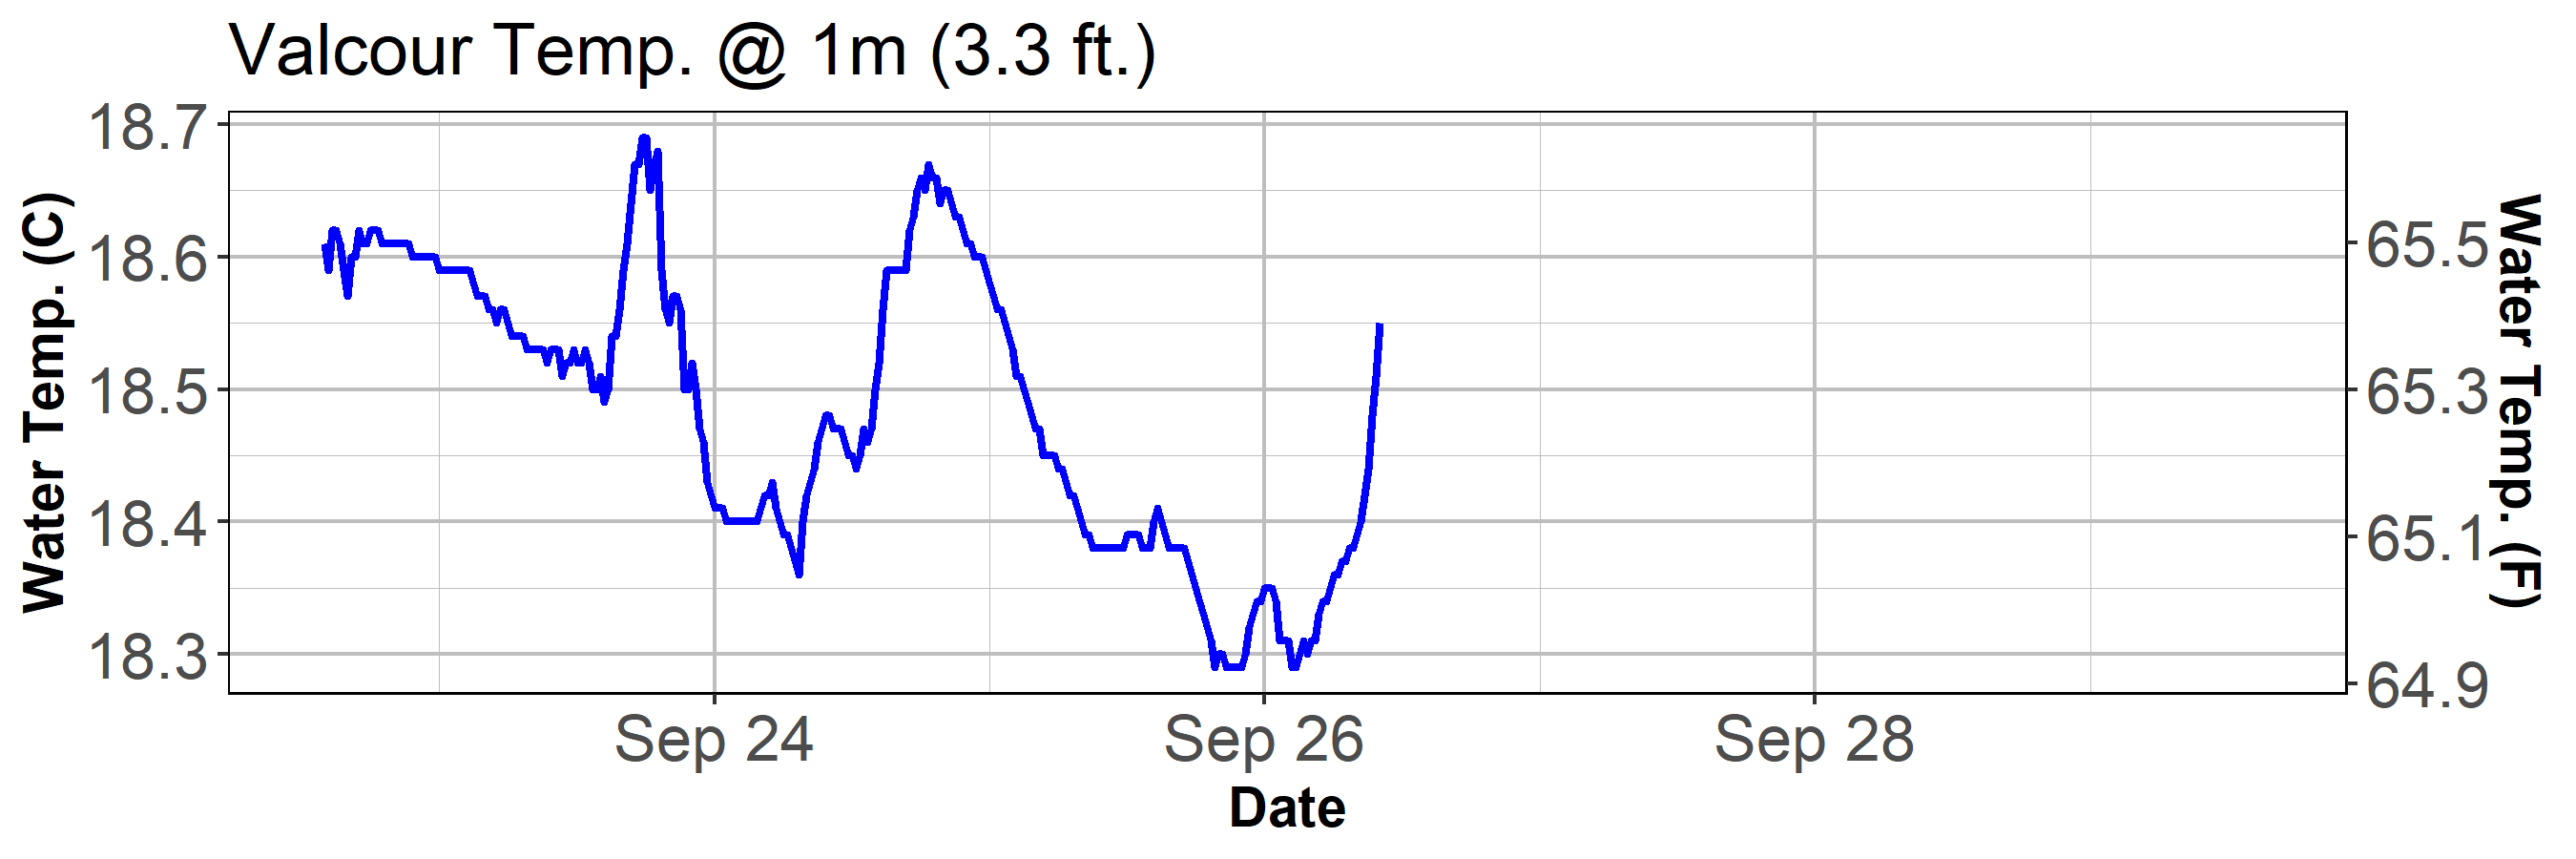 Valcour Temp. @ 1m (3.3 ft.)
Water Temp. (C)
18.7
18.6
18.5
18.4
18.3
65.5
65.3
65.1
64.9
Water Temp. (F)
Sep 24
Sep 26
Sep 28
Date